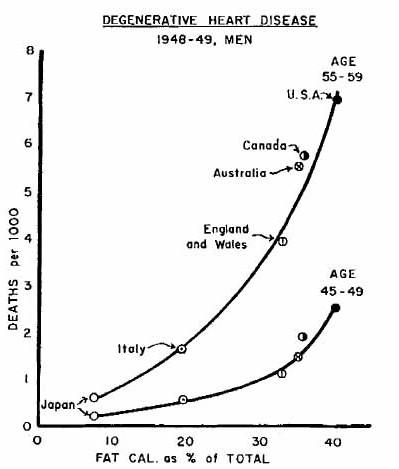 DEGENERATIVE HEART DISEASE
1948-49, MEN
8
AGE
55-59
7
U.S.A.
6
Canada
Australia
5
England
and Wales
4
DEATHS per 1000
3
AGE
45-49
2
Italy
1
Japan
0
0 10 20 30 40
FAT CAL. as % of TOTAL